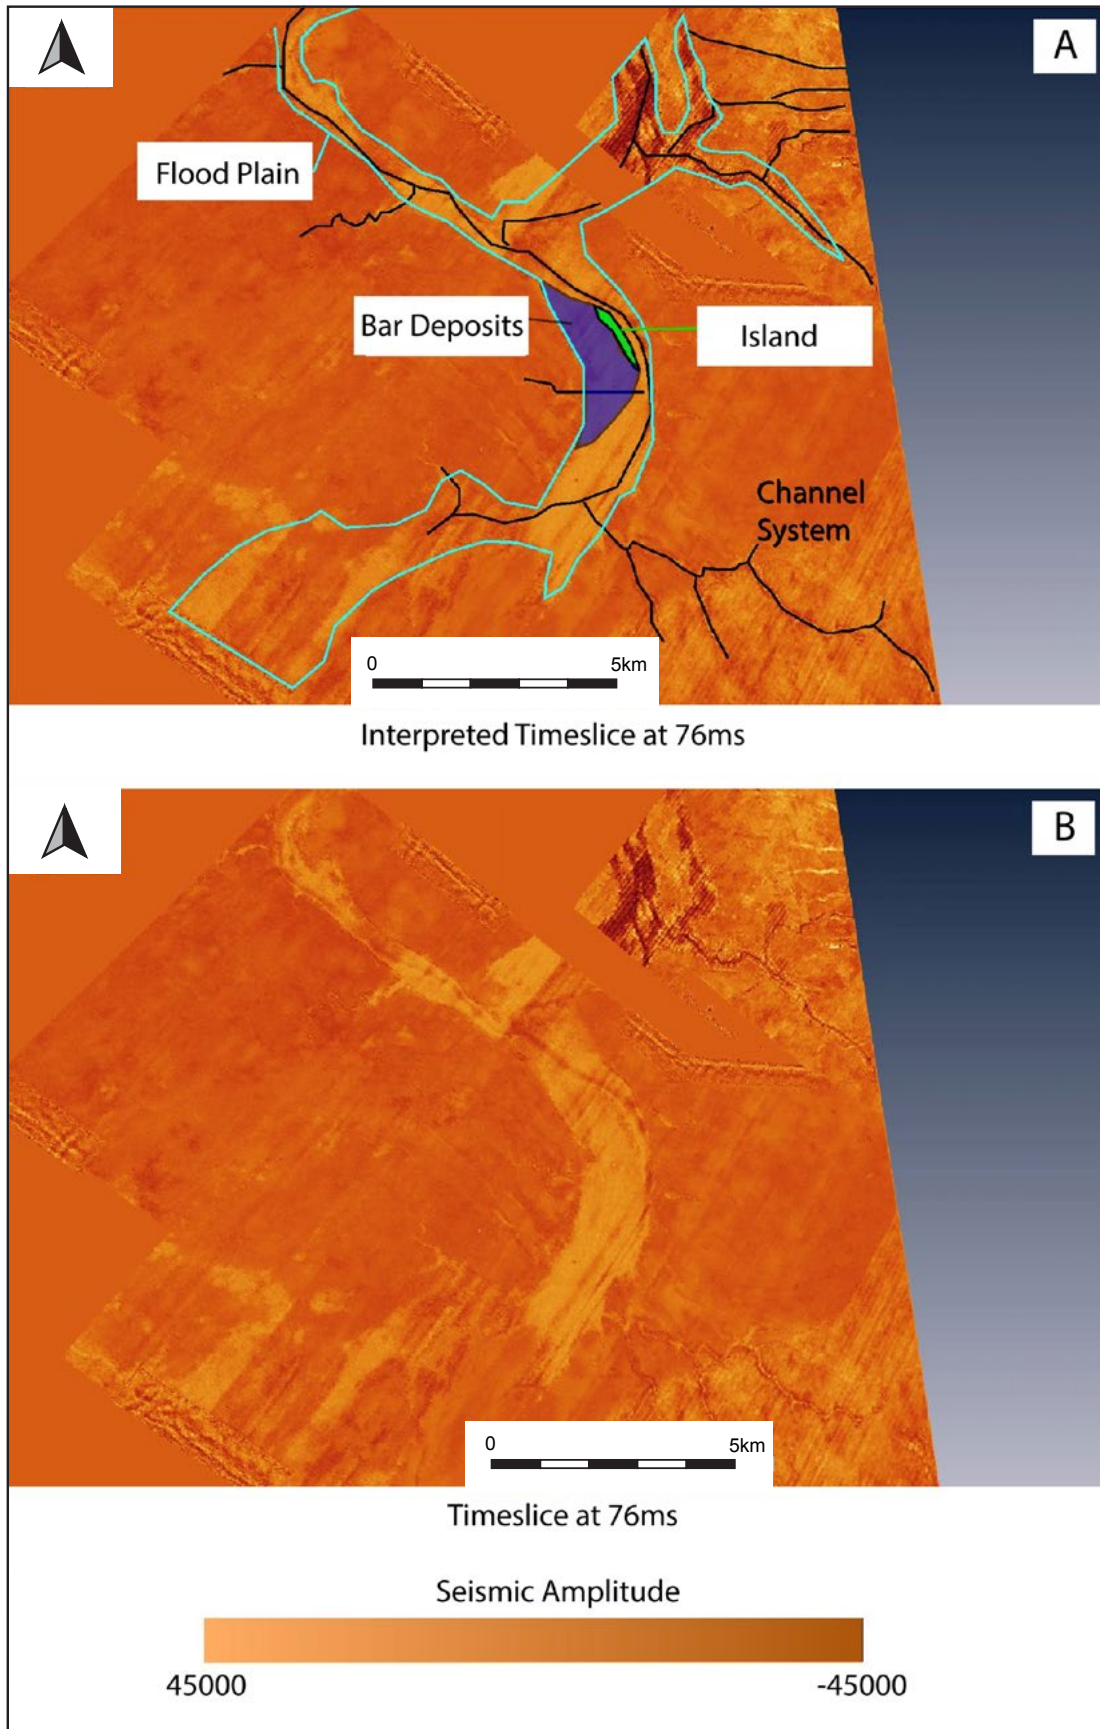 A
Flood Plain
Bar Deposits
Island
Channel
System
0 5km
Interpreted Timeslice at 76ms
B
0 5km
Timeslice at 76ms
Seismic Amplitude
45000 -45000